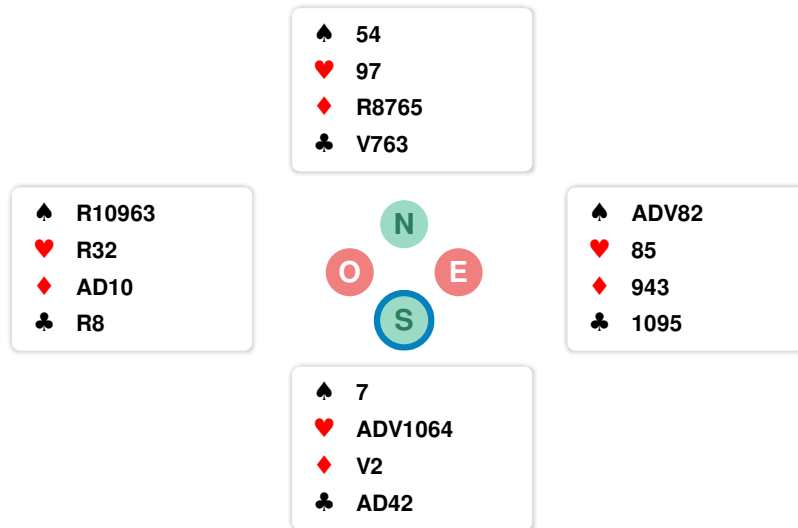 ♠ 54
♥ 97
♦ R8765
♣ V763
♠ R10963
♥ R32
♦ AD10
♣ R8
N
O E
S
♠ ADV82
♥ 85
♦ 943
♣ 1095
♠ 7
♥ ADV1064
♦ V2
♣ AD42